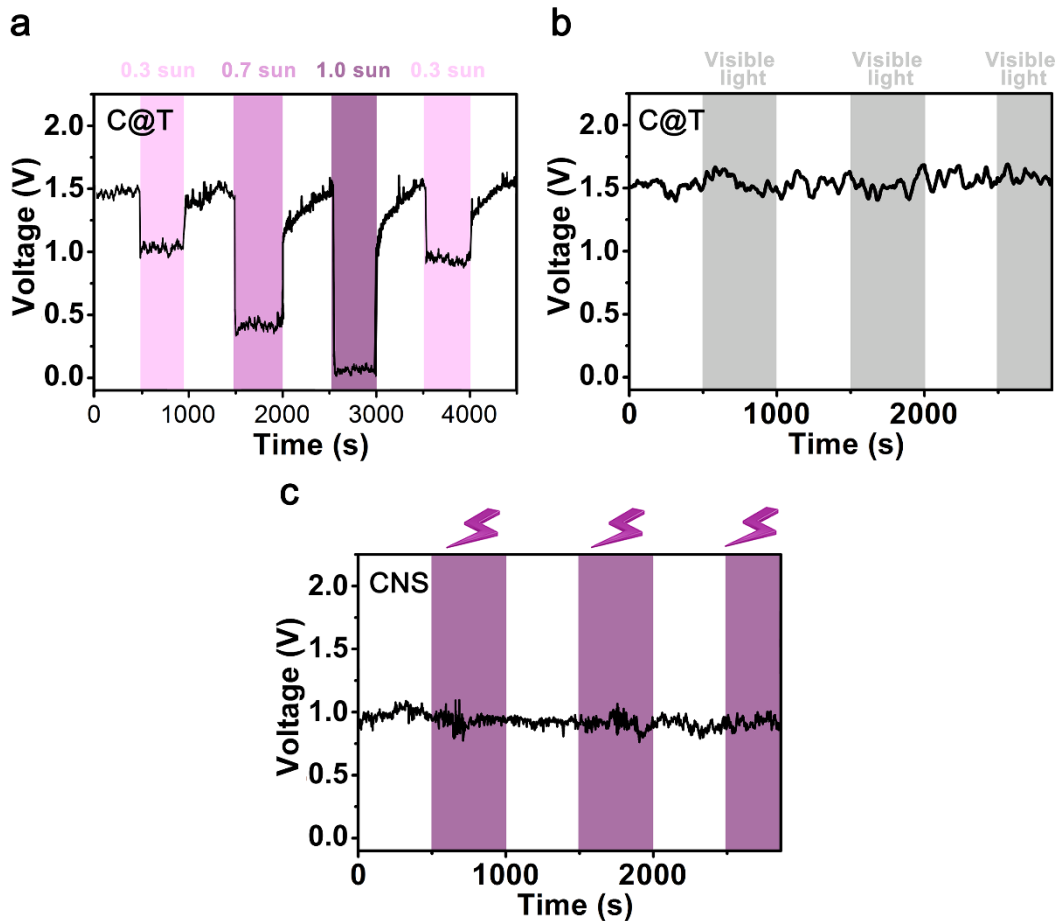 a
0.3 sun 0.7 sun 1.0 sun 0.3 sun
C@T
2.0
1.5
1.0
0.5
0.0
Voltage (V)
0 1000 2000 3000 4000
Time (s)
b
Visible light Visible light Visible light
C@T
2.0
1.5
1.0
0.5
0.0
Voltage (V)
0 1000 2000
Time (s)
c
CNS
2.0
1.5
1.0
0.5
0.0
Voltage (V)
0 1000 2000
Time (s)